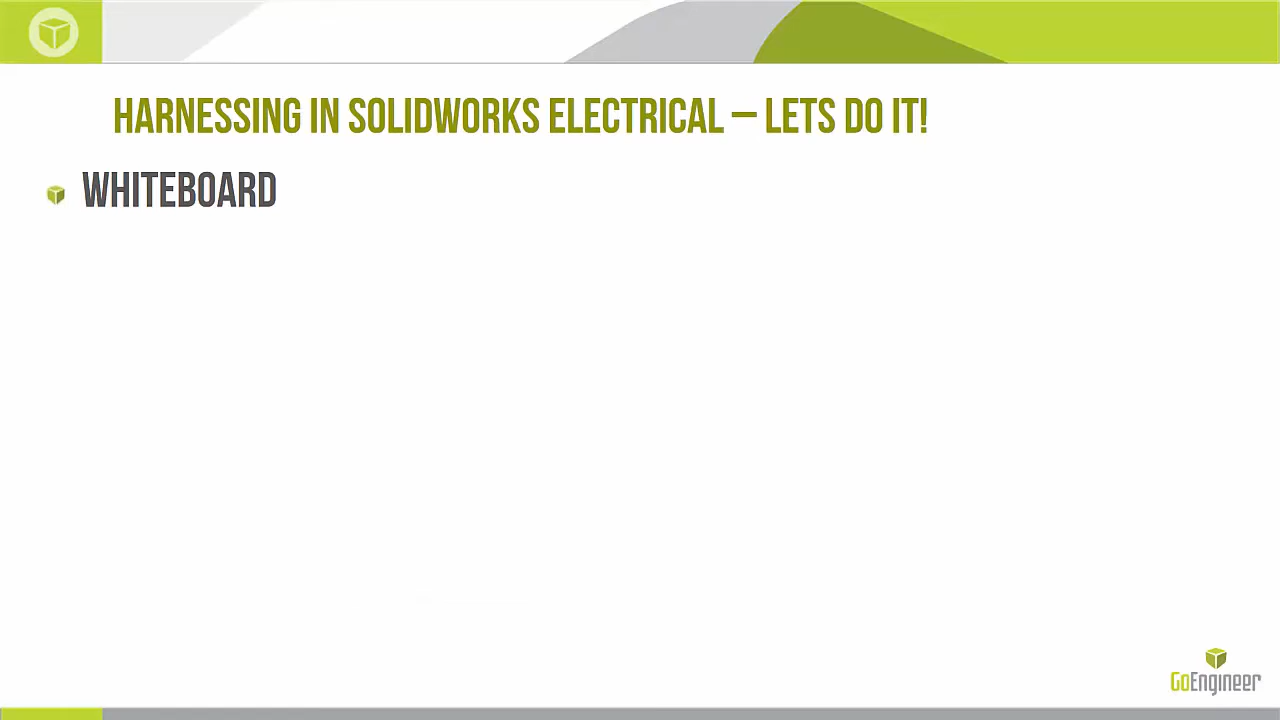 HARNESSING IN SOLIDWORKS ELECTRICAL – LETS DO IT!
WHITEBOARD
GoEngineer